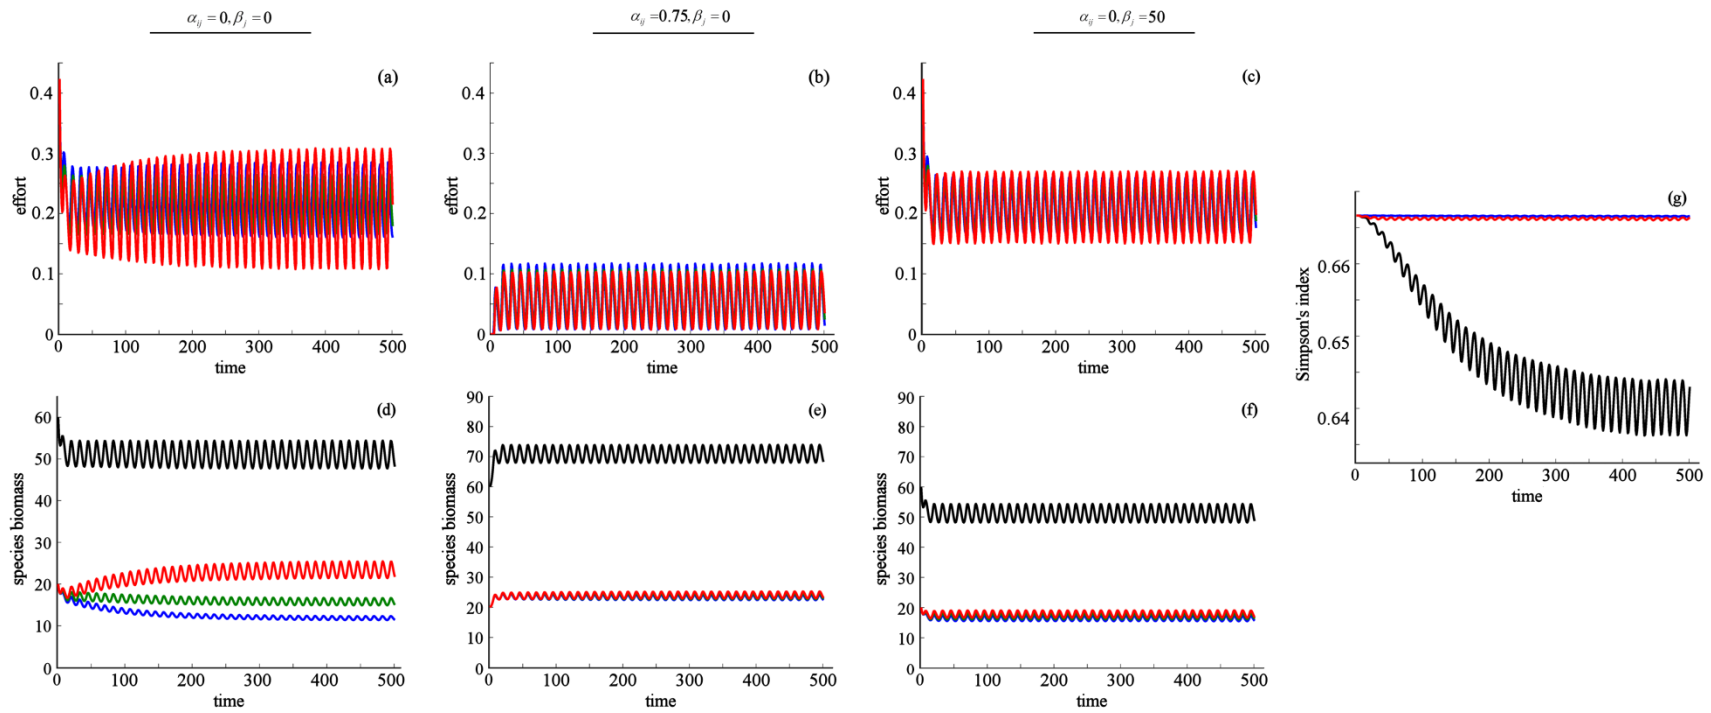 α_ij = 0, β_j = 0
α_ij =0.75, β_j = 0
α_ij = 0, β_j = 50
(a)
0.4
0.3
0.2
0.1
0
effort
0 100 200 300 400 500
time
(b)
0.4
0.3
0.2
0.1
0
effort
0 100 200 300 400 500
time
(c)
0.4
0.3
0.2
0.1
0
effort
0 100 200 300 400 500
time
(d)
60
50
40
30
20
10
0
species biomass
0 100 200 300 400 500
time
(e)
90
80
70
60
50
40
30
20
10
0
species biomass
0 100 200 300 400 500
time
(f)
90
80
70
60
50
40
30
20
10
0
species biomass
0 100 200 300 400 500
time
(g)
0.66
0.65
0.64
Simpson's index
0 100 200 300 400 500
time